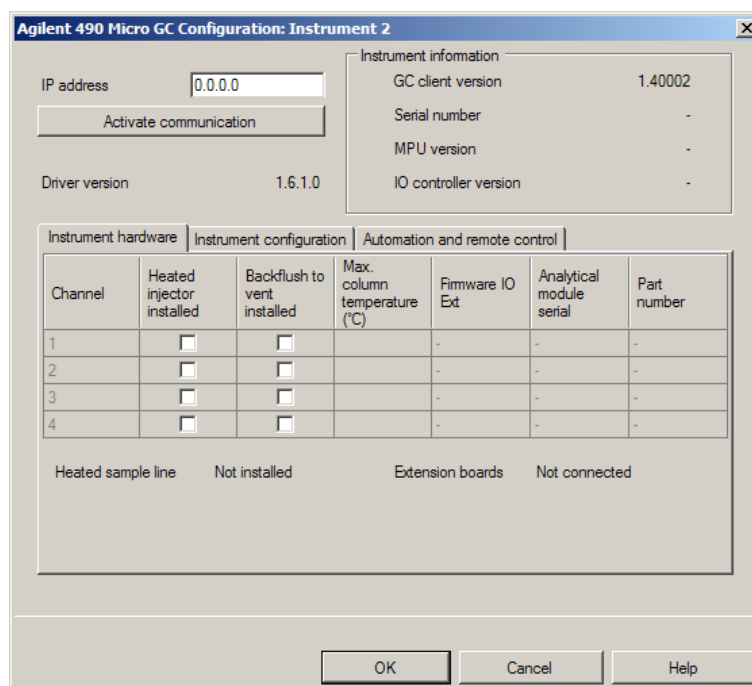 Agilent 490 Micro GC Configuration: Instrument 2
IP address 0.0.0.0
Activate communication
Driver version 1.6.1.0
Instrument information
GC client version 1.40002
Serial number -
MPU version -
IO controller version -
Instrument hardware Instrument configuration Automation and remote control
Channel Heated injector installed Backflush to vent installed Max. column temperature (°C) Firmware IO Ext Analytical module serial Part number
1 - - -
2 - - -
3 - - -
4 - - -
Heated sample line Not installed Extension boards Not connected
OK Cancel Help